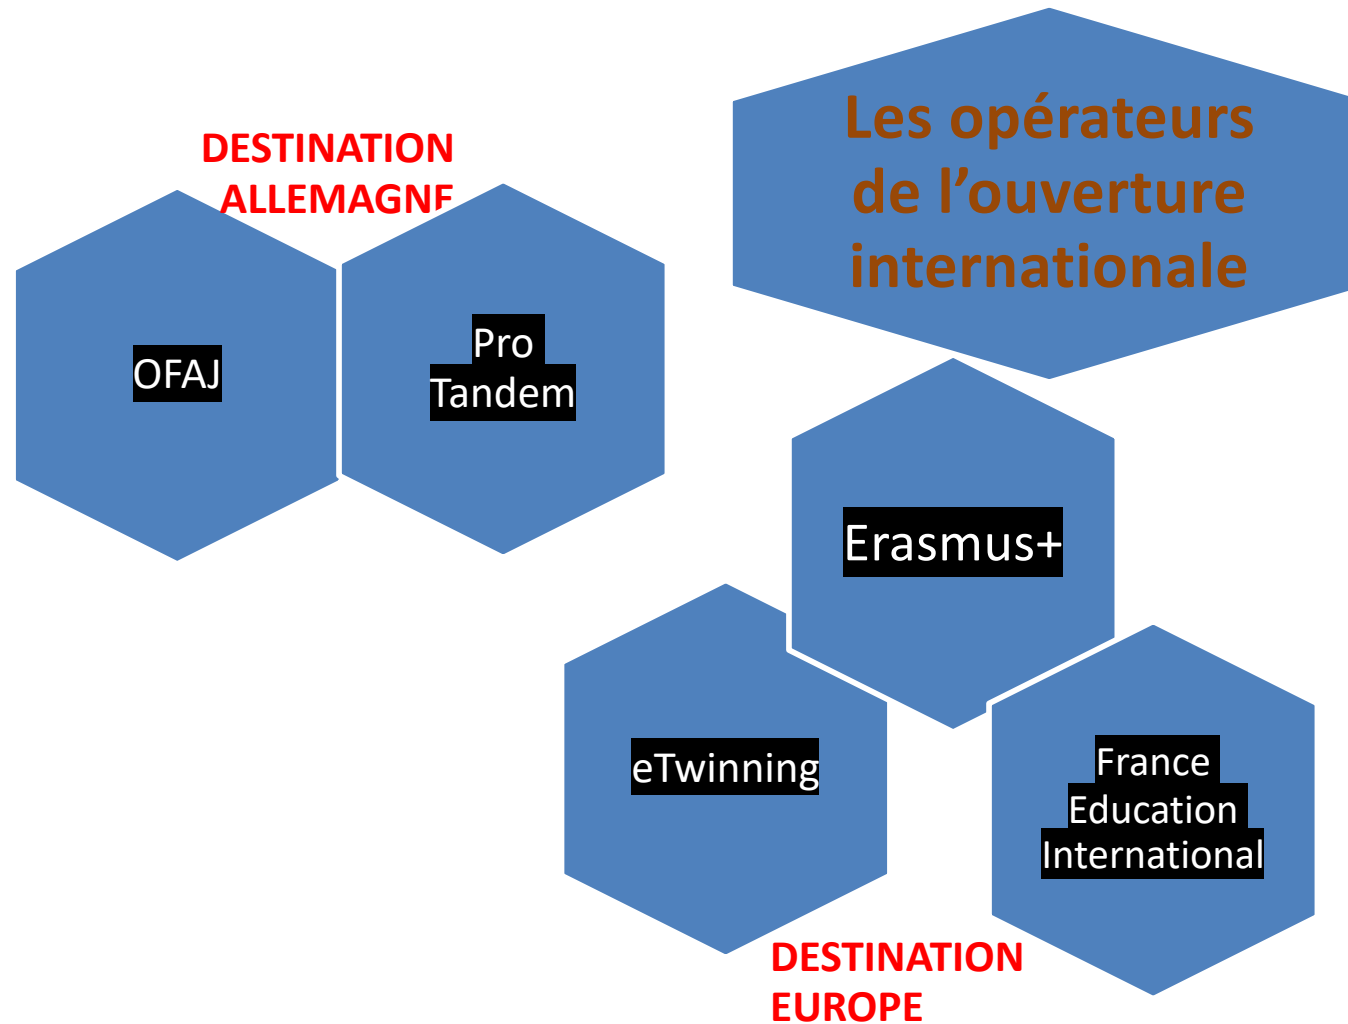 Les opérateurs
de l’ouverture
internationale
DESTINATION
ALLEMAGNE
OFAJ
Pro
Tandem
Erasmus+
eTwinning
France
Education
International
DESTINATION
EUROPE